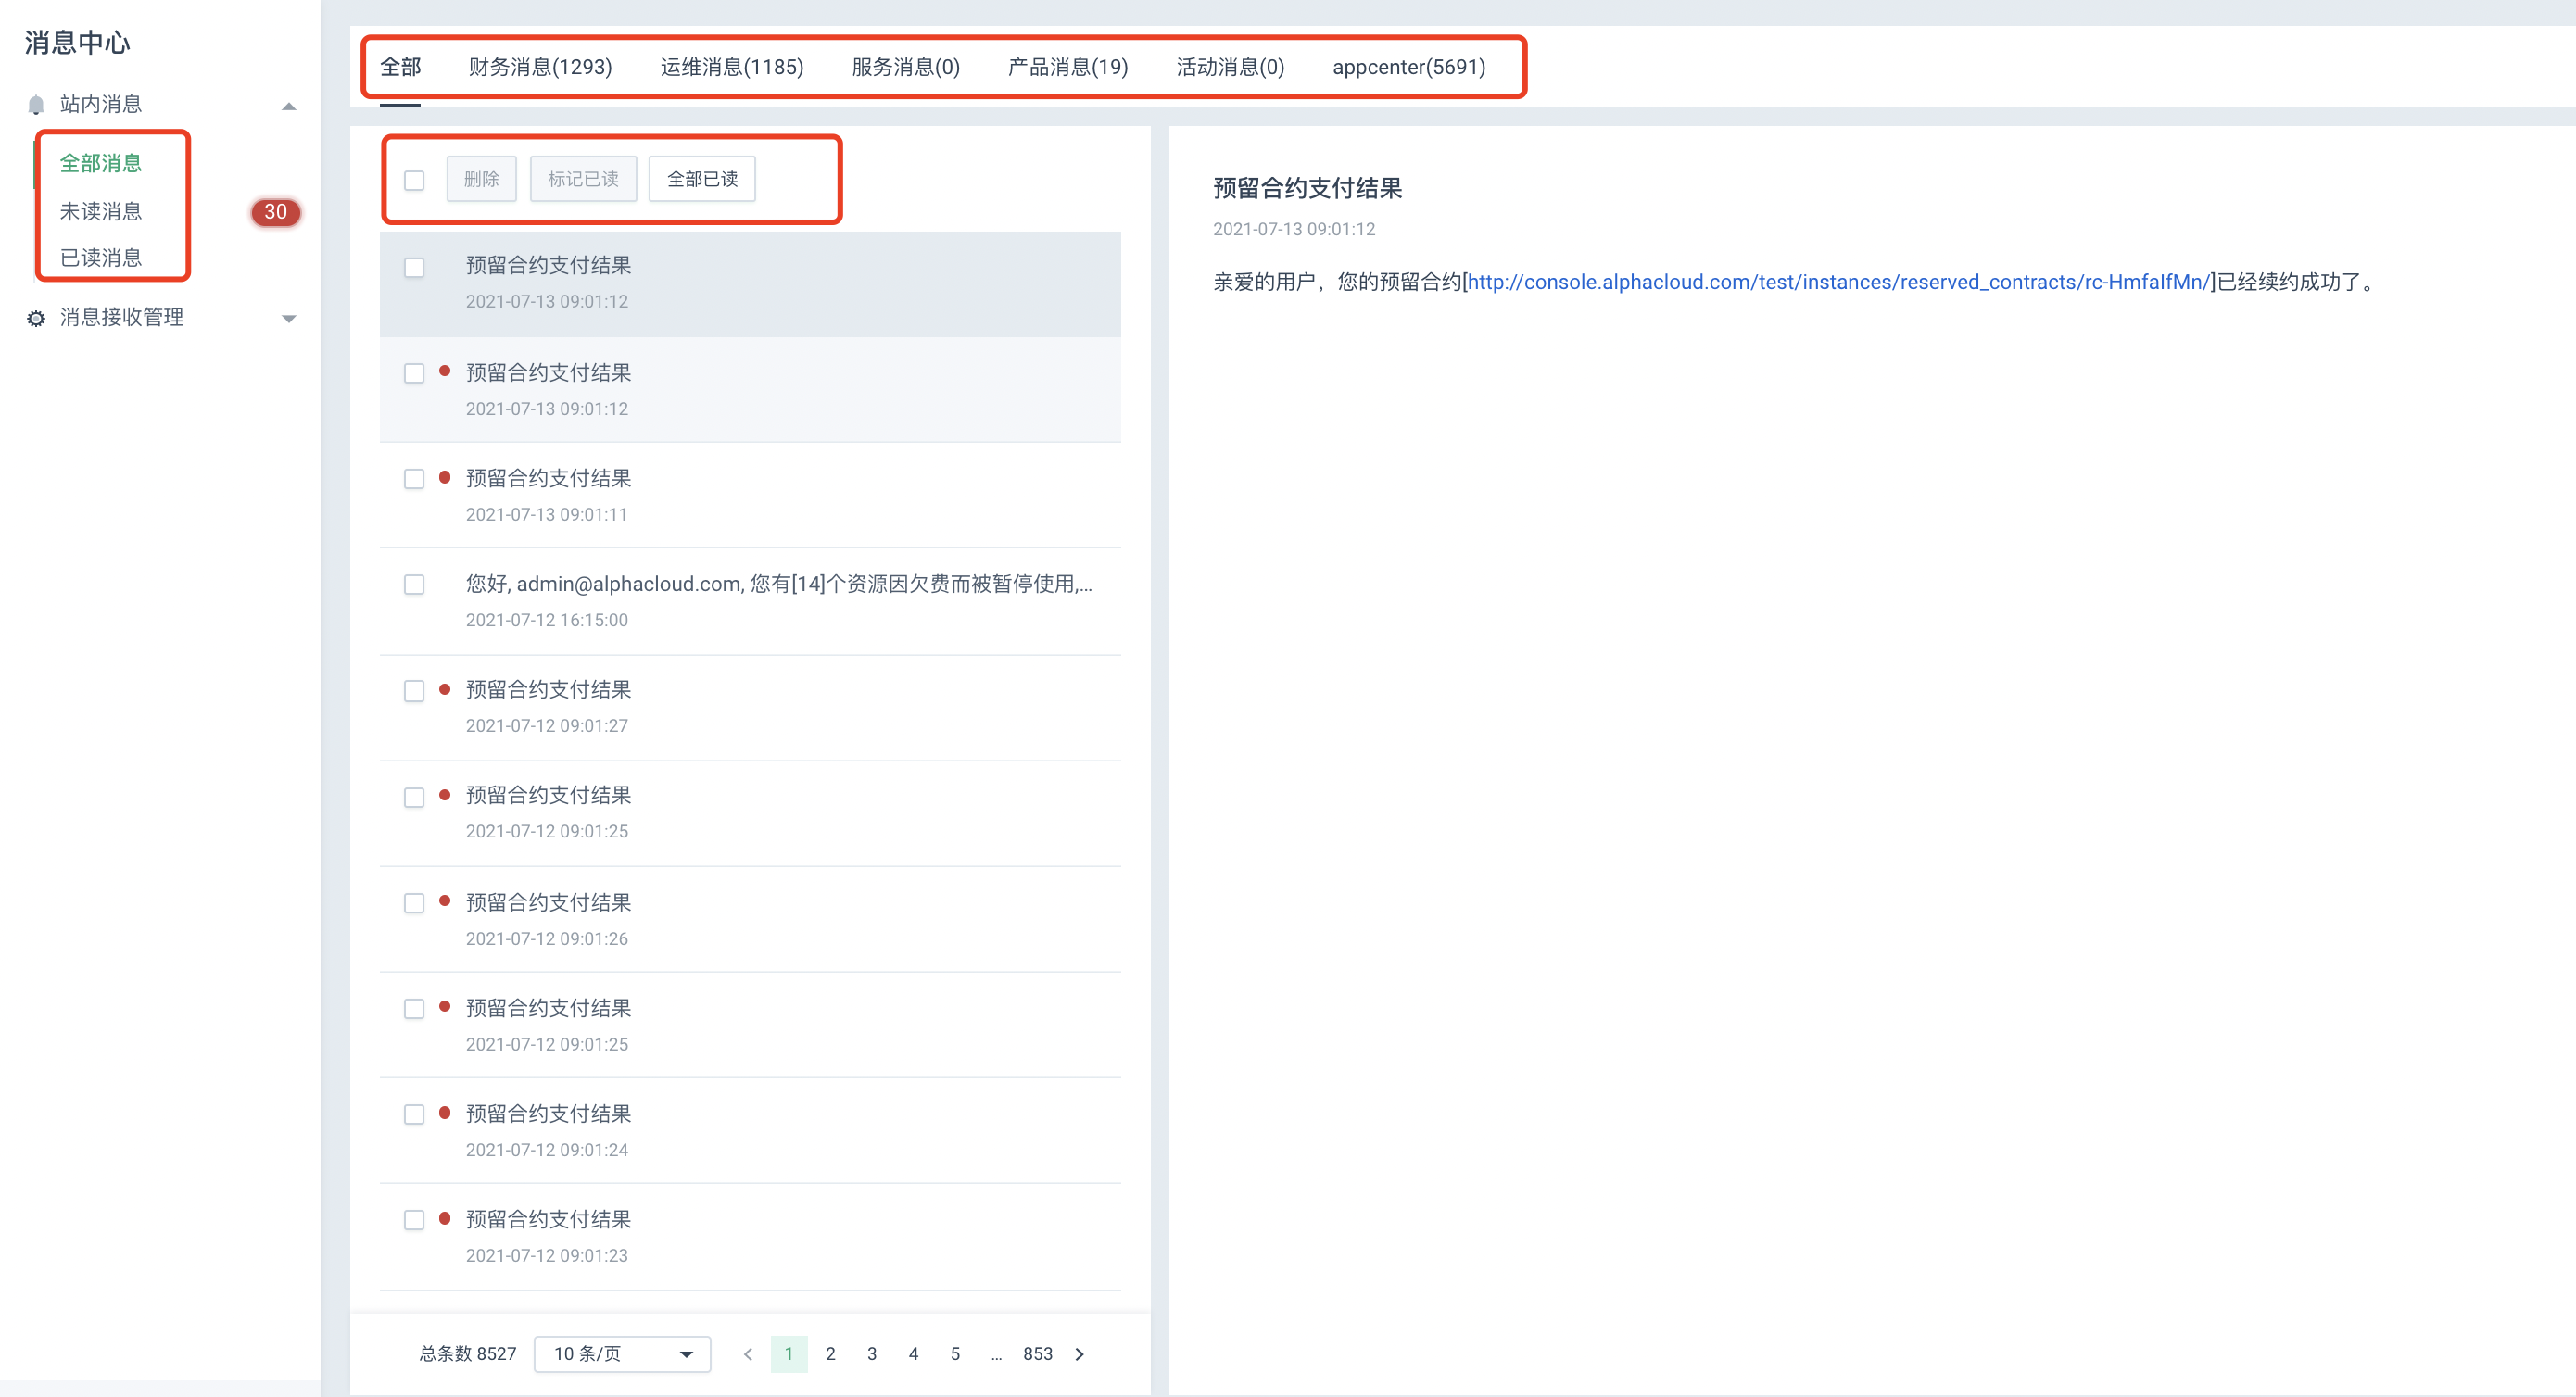 消息中心
站内消息
全部消息
未读消息 30
已读消息
消息接收管理
全部 财务消息(1293) 运维消息(1185) 服务消息(0) 产品消息(19) 活动消息(0) appcenter(5691)
删除 标记已读 全部已读
预留合约支付结果
2021-07-13 09:01:12
预留合约支付结果
2021-07-13 09:01:12
预留合约支付结果
2021-07-13 09:01:11
您好, admin@alphacloud.com, 您有[14]个资源因欠费而被暂停使用,...
2021-07-12 16:15:00
预留合约支付结果
2021-07-12 09:01:27
预留合约支付结果
2021-07-12 09:01:25
预留合约支付结果
2021-07-12 09:01:26
预留合约支付结果
2021-07-12 09:01:25
预留合约支付结果
2021-07-12 09:01:24
预留合约支付结果
2021-07-12 09:01:23
总条数 8527 10 条/页 < 1 2 3 4 5 ... 853 >
预留合约支付结果
2021-07-13 09:01:12
亲爱的用户，您的预留合约[http://console.alphacloud.com/test/instances/reserved_contracts/rc-HmfaIfMn/]已经续约成功了。